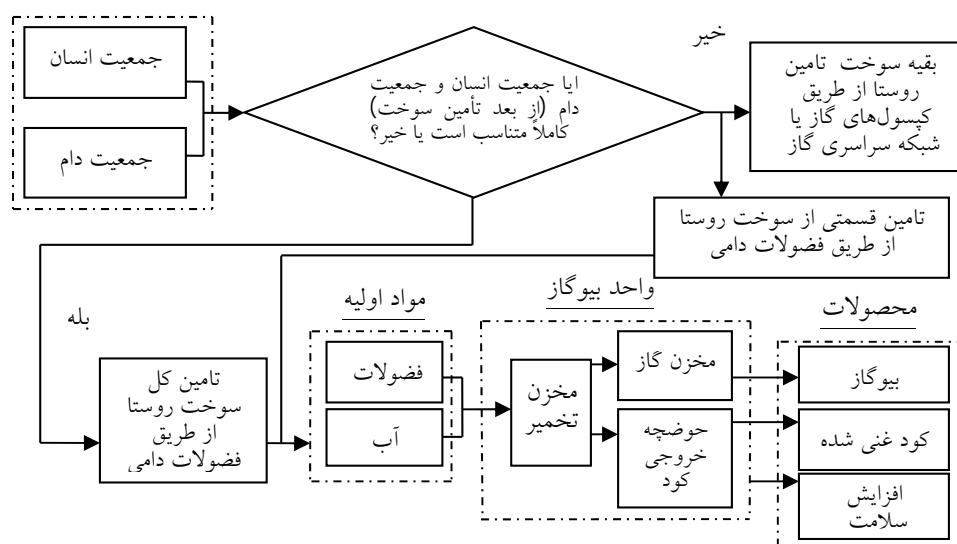 جمعیت انسان
جمعیت دام
ایا جمعیت انسان و جمعیت
دام (از بعد تأمین سوخت)
کاملاً متناسب است یا خیر؟
خیر
بقیه سوخت تامین
روستا از طریق
کپسول‌های گاز یا
شبکه سراسری گاز
تامین قسمتی از سوخت روستا
از طریق فضولات دامی
بله
تامین کل
سوخت روستا
از طریق
فضولات دامی
مواد اولیه
فضولات
آب
واحد بیوگاز
مخزن
تخمیر
مخزن گاز
حوضچه
خروجی
کود
محصولات
بیوگاز
کود غنی شده
افزایش
سلامت